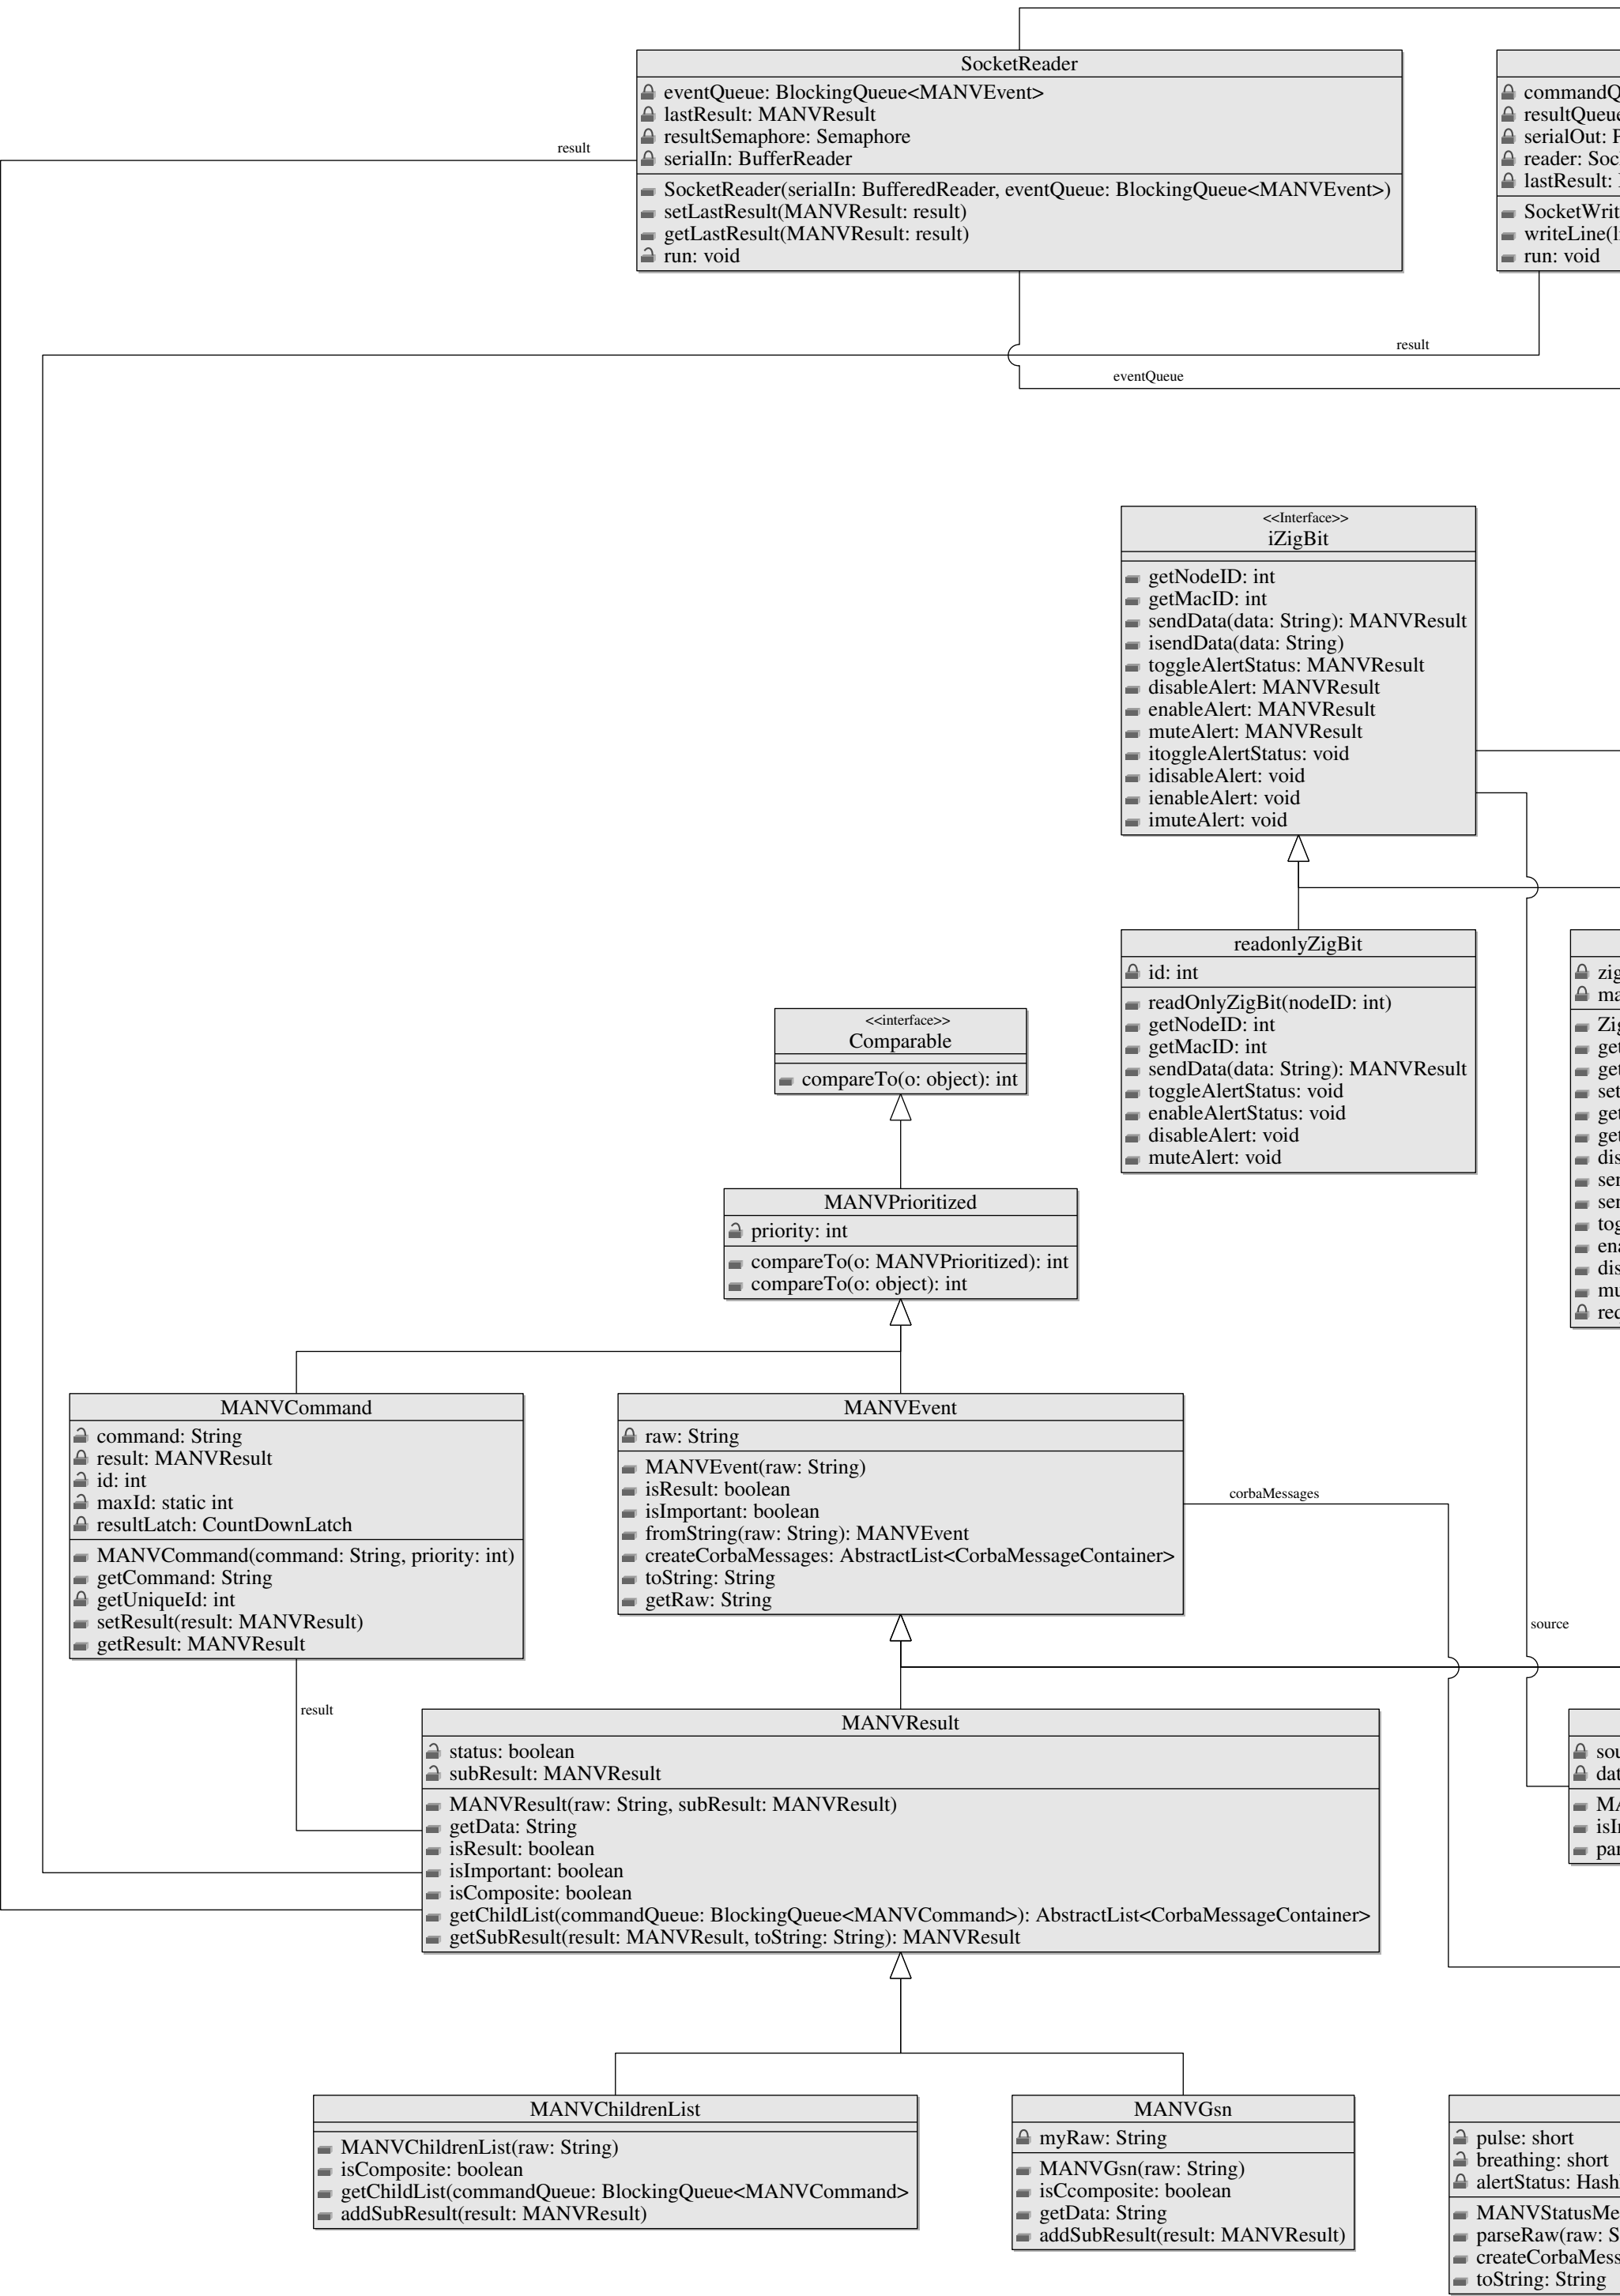 SocketReader
eventQueue: BlockingQueue<MANVEvent>
lastResult: MANVResult
resultSemaphore: Semaphore
serialIn: BufferReader
SocketReader(serialIn: BufferedReader, eventQueue: BlockingQueue<MANVEvent>)
setLastResult(MANVResult: result)
getLastResult(MANVResult: result)
run: void
resultQueue
serialOut:
reader:
lastResult:
run: void
result
result
eventQueue
<<Interface>>
iZigBit
getNodeID: int
getMacID: int
sendData(data: String): MANVResult
isendData(data: String)
toggleAlertStatus: MANVResult
disableAlert: MANVResult
enableAlert: MANVResult
muteAlert: MANVResult
itoggleAlertStatus: void
idisableAlert: void
ienableAlert: void
imuteAlert: void
readonlyZigBit
id: int
readOnlyZigBit(nodeID: int)
getNodeID: int
getMacID: int
sendData(data: String): MANVResult
toggleAlertStatus: void
enableAlertStatus: void
disableAlert: void
muteAlert: void
<<interface>>
Comparable
compareTo(o: object): int
MANVPrioritized
priority: int
compareTo(o: MANVPrioritized): int
compareTo(o: object): int
MANVCommand
command: String
result: MANVResult
id: int
maxId: static int
resultLatch: CountDownLatch
MANVCommand(command: String, priority: int)
getCommand: String
getUniqueId: int
setResult(result: MANVResult)
getResult: MANVResult
MANVEvent
raw: String
MANVEvent(raw: String)
isResult: boolean
isImportant: boolean
fromString(raw: String): MANVEvent
createCorbaMessages: AbstractList<CorbaMessageContainer>
toString: String
getRaw: String
corbaMessages
source
result
MANVResult
status: boolean
subResult: MANVResult
MANVResult(raw: String, subResult: MANVResult)
getData: String
isResult: boolean
isImportant: boolean
isComposite: boolean
getChildList(commandQueue: BlockingQueue<MANVCommand>): AbstractList<CorbaMessageContainer>
getSubResult(result: MANVResult, toString: String): MANVResult
MANVChildrenList
MANVChildrenList(raw: String)
isComposite: boolean
getChildList(commandQueue: BlockingQueue<MANVCommand>
addSubResult(result: MANVResult)
MANVGsn
myRaw: String
MANVGsn(raw: String)
isCcomposite: boolean
getData: String
addSubResult(result: MANVResult)
pulse: short
breathing: short
alertStatus:
parseRaw(raw:
toString: String